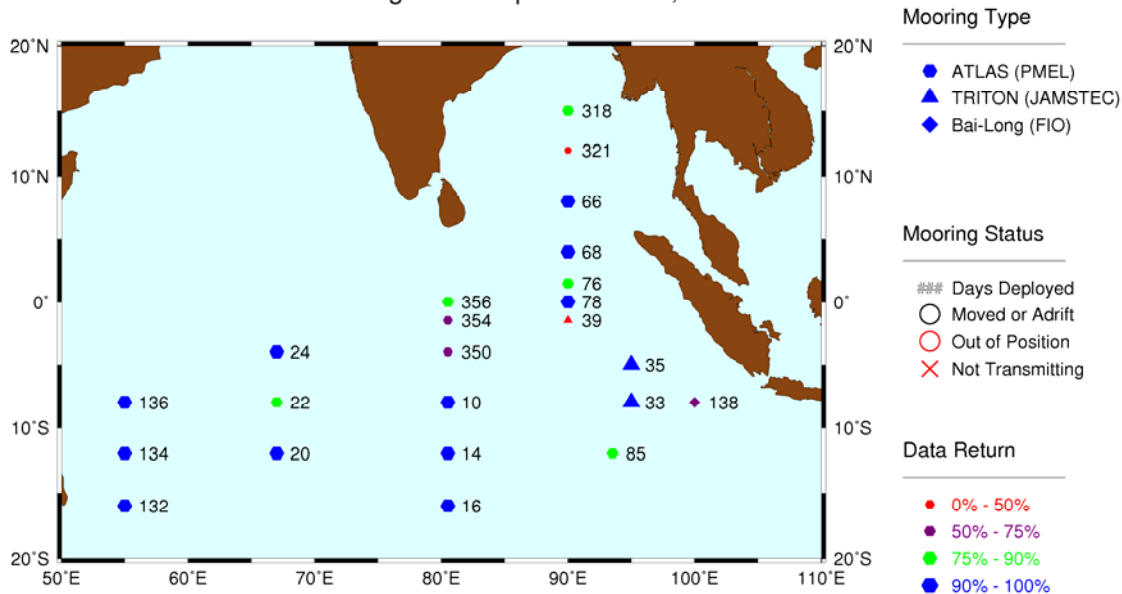 Mooring Type
ATLAS (PMEL)
TRITON (JAMSTEC)
Bai-Long (FIO)
Mooring Status
### Days Deployed
Moved or Adrift
Out of Position
Not Transmitting
Data Return
0% - 50%
50% - 75%
75% - 90%
90% - 100%
20°N 20°N
318
321
10°N 10°N
66
68
76
0° 356 78 0°
354 39
24 350 35
136 22 10 33 138
10°S 10°S
134 20 14 85
132 16
20°S 20°S
50°E 60°E 70°E 80°E 90°E 100°E 110°E